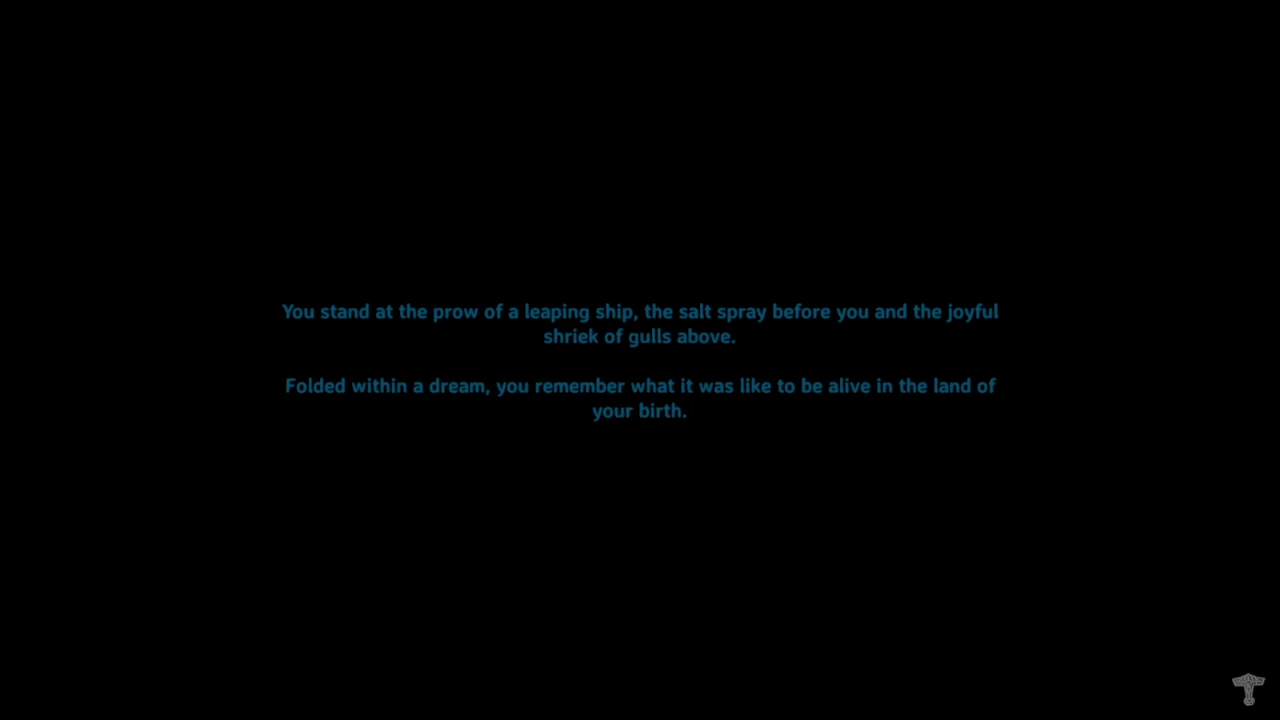 You stand at the prow of a leaping ship, the salt spray before you and the joyful
shriek of gulls above.
Folded within a dream, you remember what it was like to be alive in the land of
your birth.